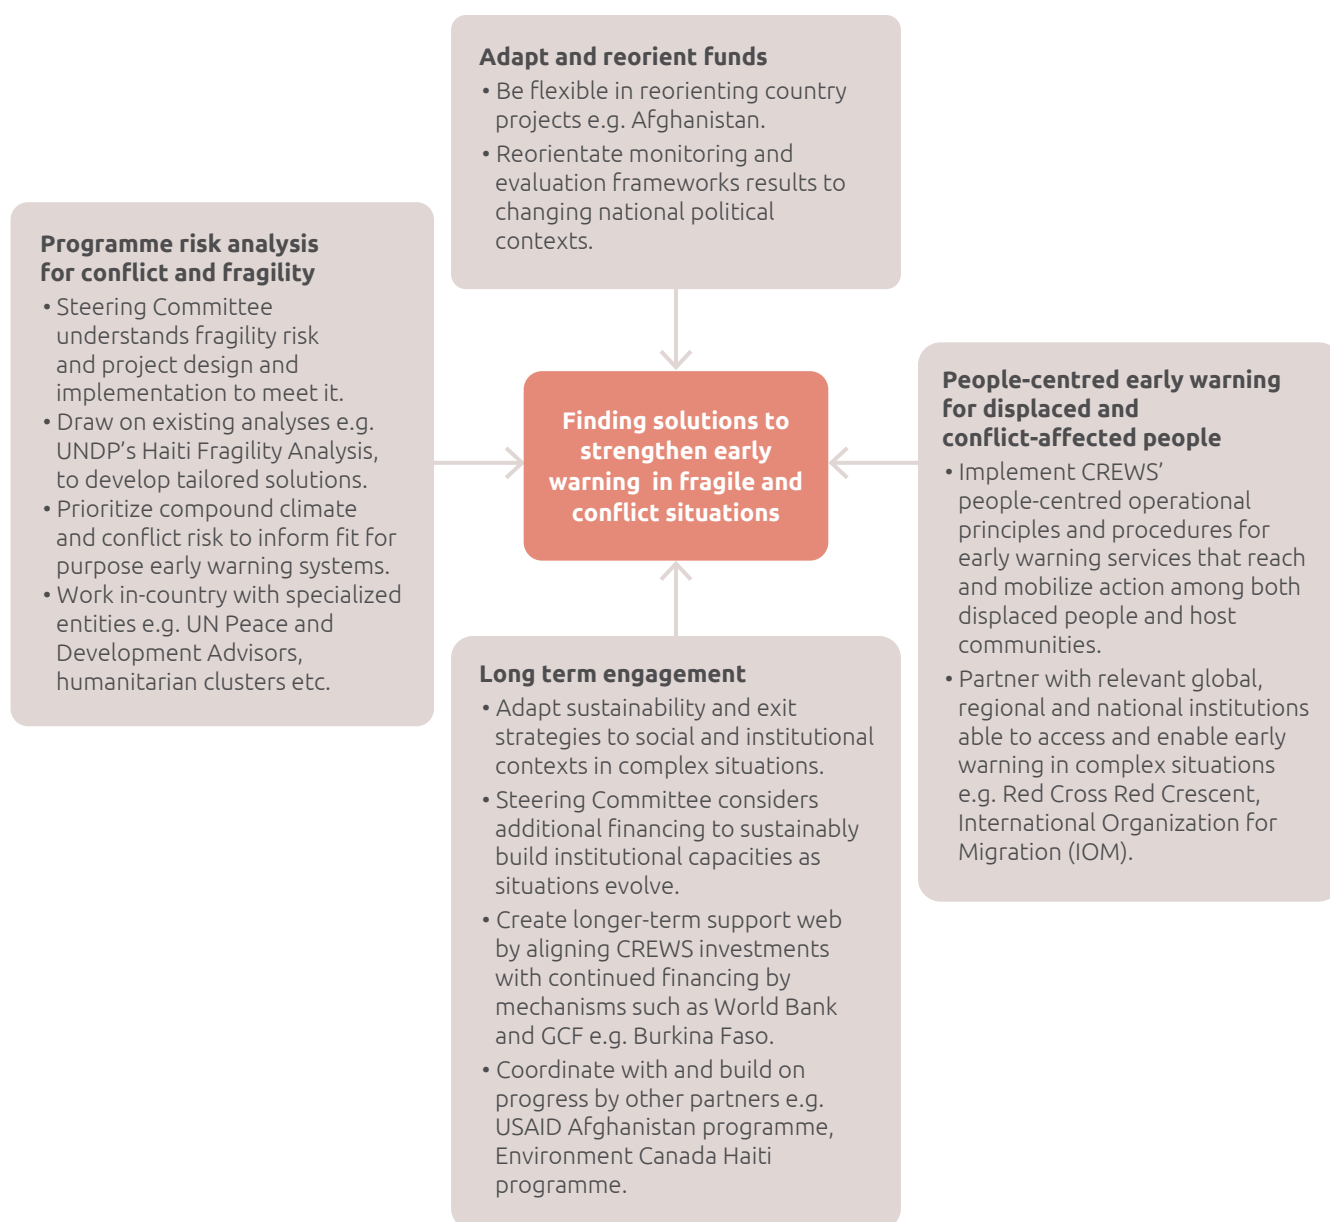 Adapt and reorient funds
• Be flexible in reorienting country
projects e.g. Afghanistan.
• Reorientate monitoring and
evaluation frameworks results to
changing national political
contexts.
Programme risk analysis
for conflict and fragility
• Steering Committee
understands fragility risk
and project design and
implementation to meet it.
• Draw on existing analyses e.g.
UNDP’s Haiti Fragility Analysis,
to develop tailored solutions.
• Prioritize compound climate
and conflict risk to inform fit for
purpose early warning systems.
• Work in-country with specialized
entities e.g. UN Peace and
Development Advisors,
humanitarian clusters etc.
Finding solutions to
strengthen early
warning in fragile and
conflict situations
People-centred early warning
for displaced and
conflict-affected people
• Implement CREWS’
people-centred operational
principles and procedures for
early warning services that reach
and mobilize action among both
displaced people and host
communities.
• Partner with relevant global,
regional and national institutions
able to access and enable early
warning in complex situations
e.g. Red Cross Red Crescent,
International Organization for
Migration (IOM).
Long term engagement
• Adapt sustainability and exit
strategies to social and institutional
contexts in complex situations.
• Steering Committee considers
additional financing to sustainably
build institutional capacities as
situations evolve.
• Create longer-term support web
by aligning CREWS investments
with continued financing by
mechanisms such as World Bank
and GCF e.g. Burkina Faso.
• Coordinate with and build on
progress by other partners e.g.
USAID Afghanistan programme,
Environment Canada Haiti
programme.